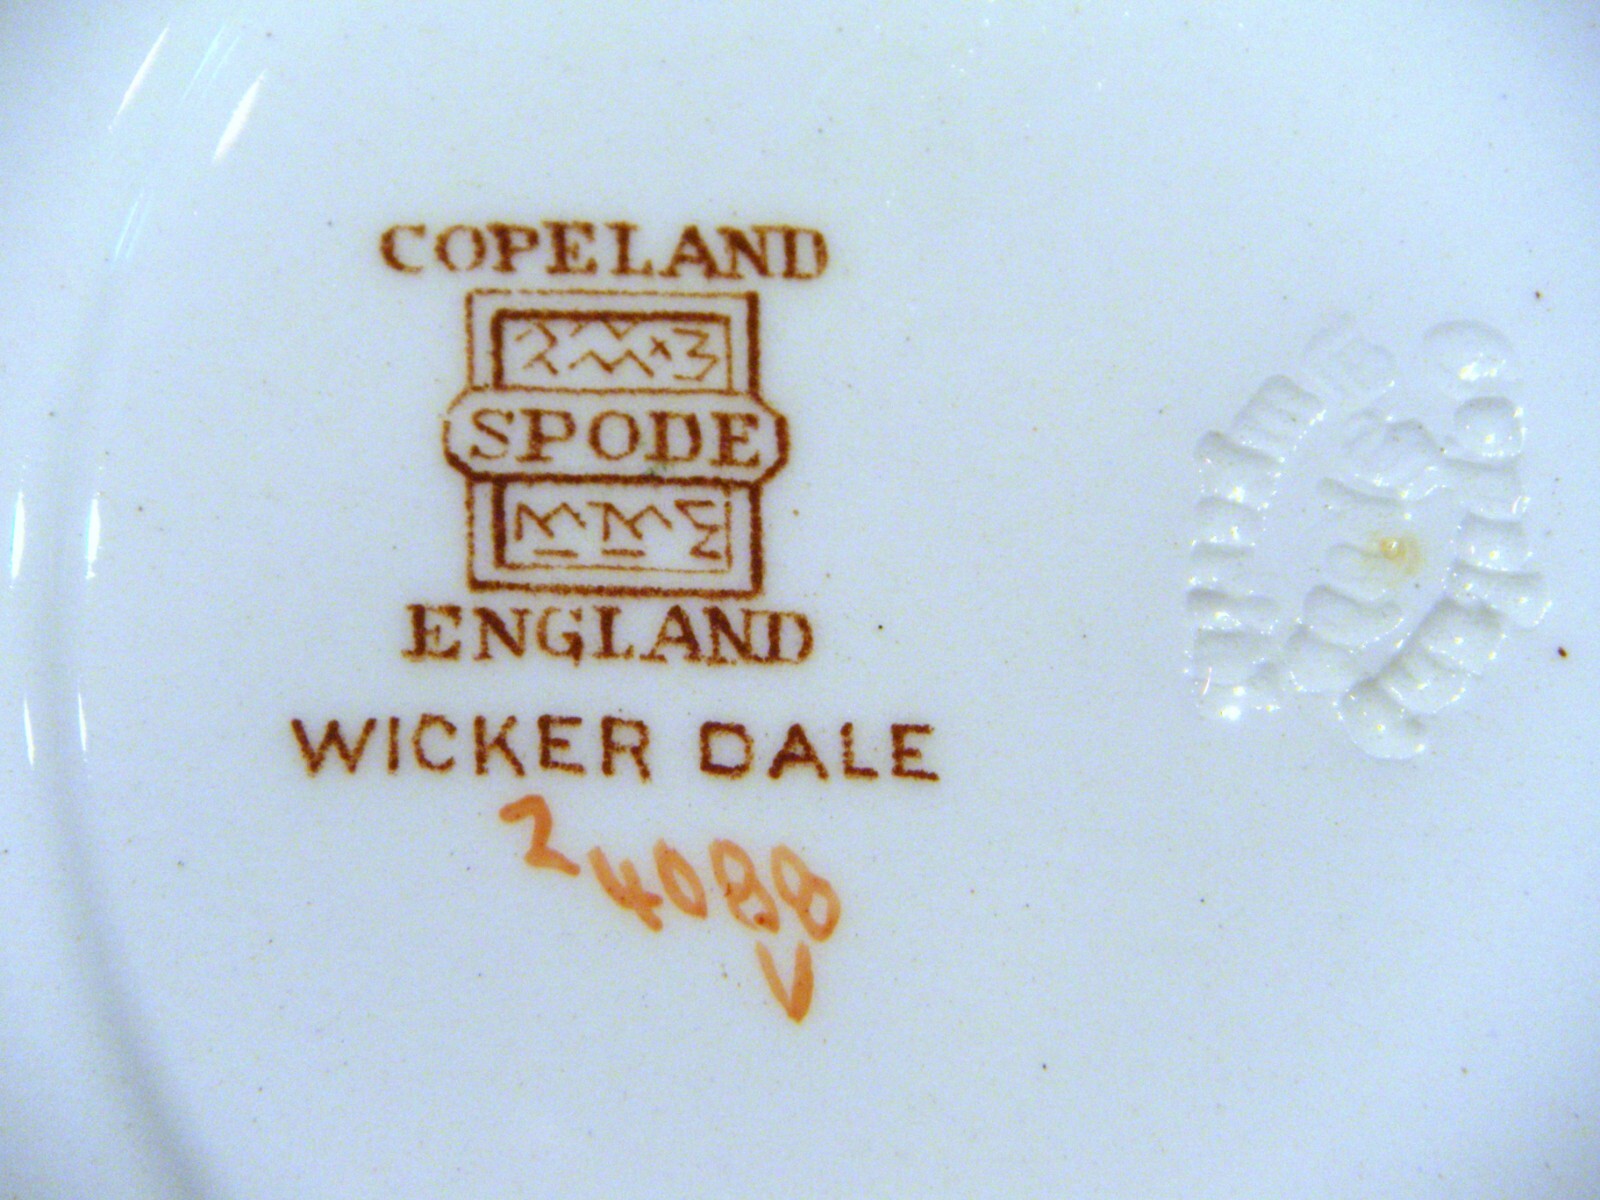 COPELAND
SPODE
ENGLAND
WICKER DALE
2 4088
V